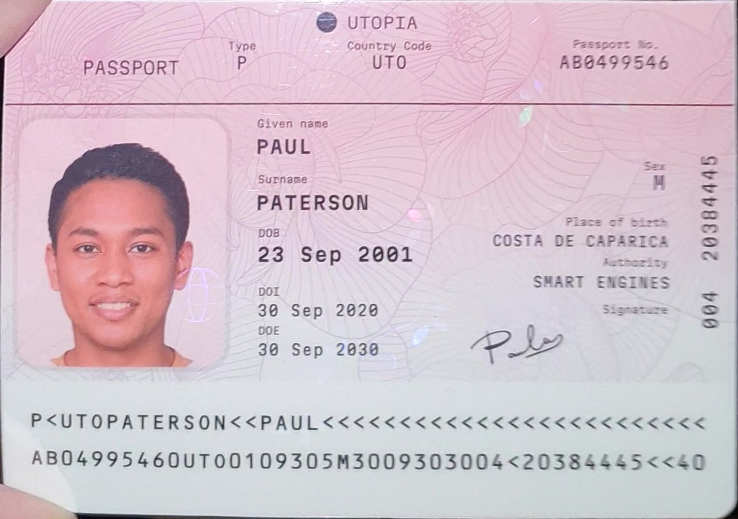 UTOPIA
PASSPORT
Type
P
Country Code
UTO
Passport No.
AB0499546
Given name
PAUL
Surname
PATERSON
DOB
23 Sep 2001
DOI
30 Sep 2020
DOE
30 Sep 2030
Sex
M
Place of birth
COSTA DE CAPARICA
Authority
SMART ENGINES
Signature
004 20384445
P<UTOPATERSON<<PAUL<<<<<<<<<<<<<<<<<<<<<<<<<
AB04995460UTO0109305M3009303004<20384445<<40